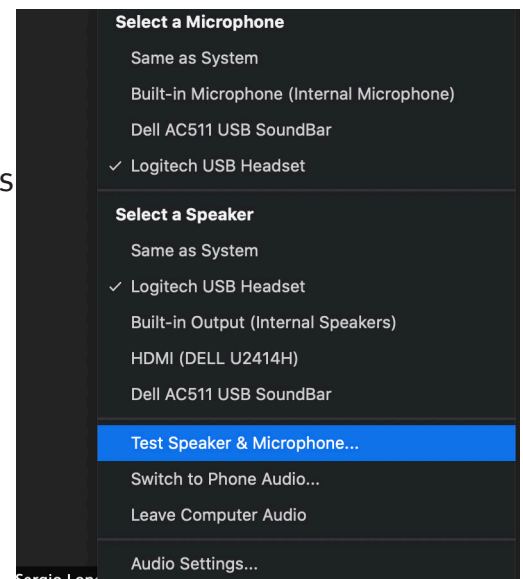 Select a Microphone
Same as System
Built-in Microphone (Internal Microphone)
Dell AC511 USB SoundBar
✓ Logitech USB Headset
s
Select a Speaker
Same as System
✓ Logitech USB Headset
Built-in Output (Internal Speakers)
HDMI (DELL U2414H)
Dell AC511 USB SoundBar
Test Speaker & Microphone...
Switch to Phone Audio...
Leave Computer Audio
Audio Settings...
Sergio